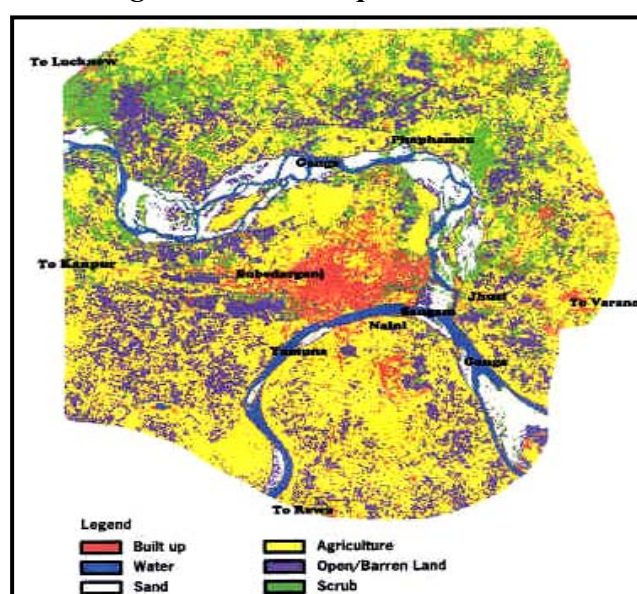 To Lucknow
Phaphamau
Ganga
To Kanpur
Subedarganj
Jhusi
To Varana
Sangam
Naini
Yamuna
Ganga
To Rewa
Legend
Built up
Agriculture
Water
Open/Barren Land
Sand
Scrub